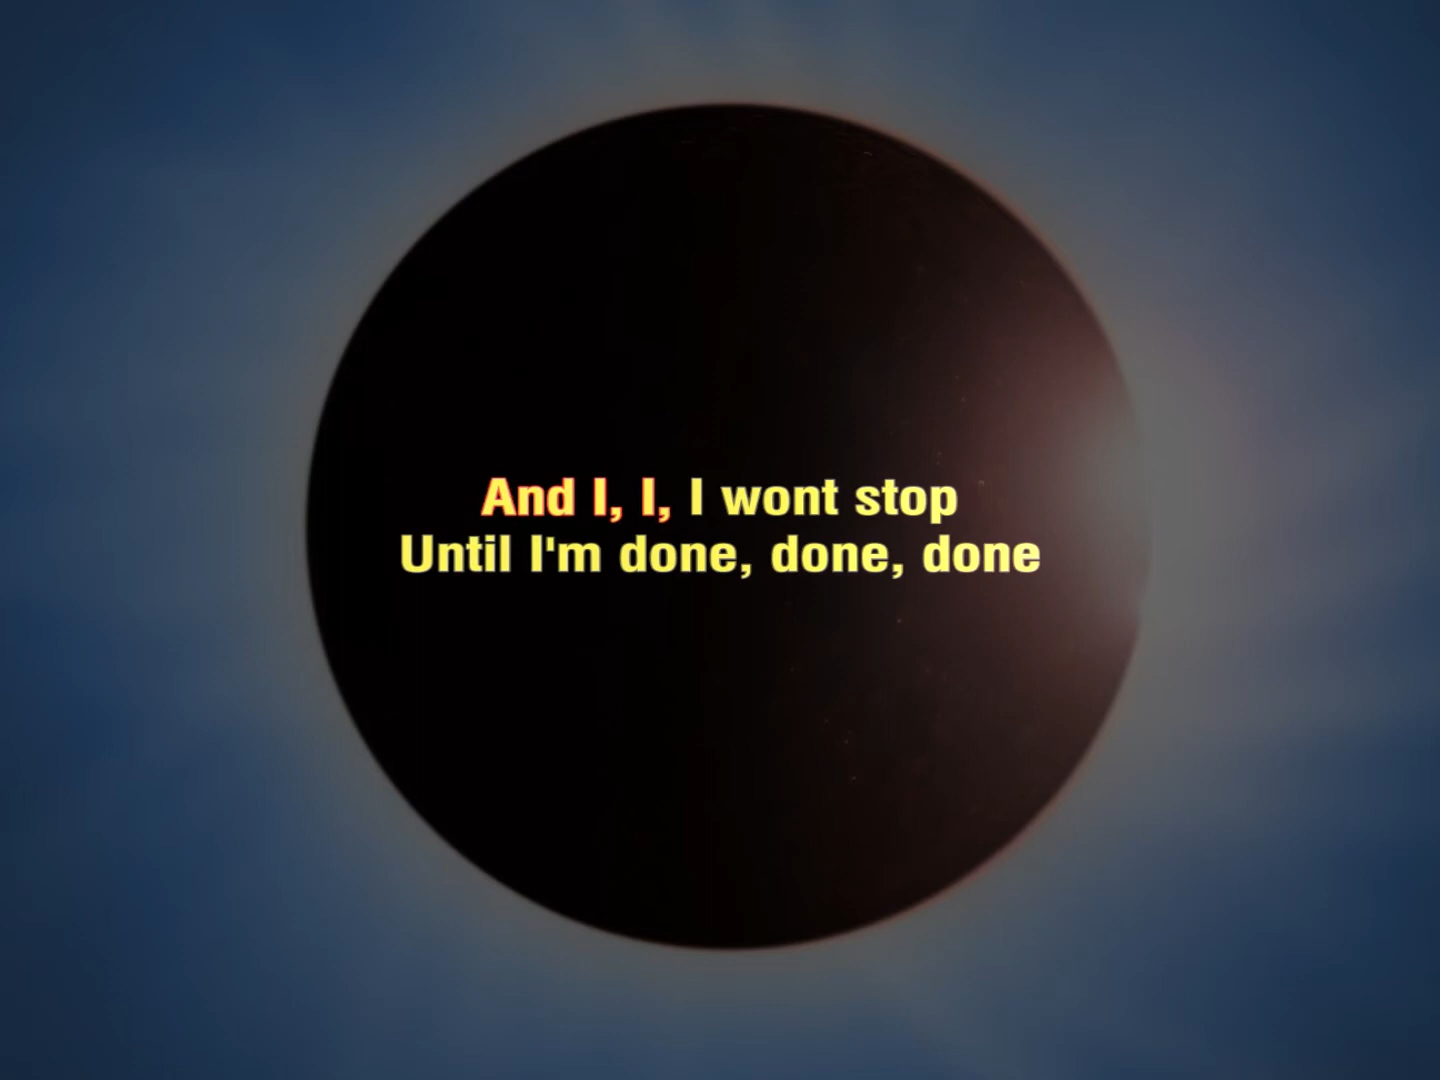 And I, I, I wont stop
Until I'm done, done, done